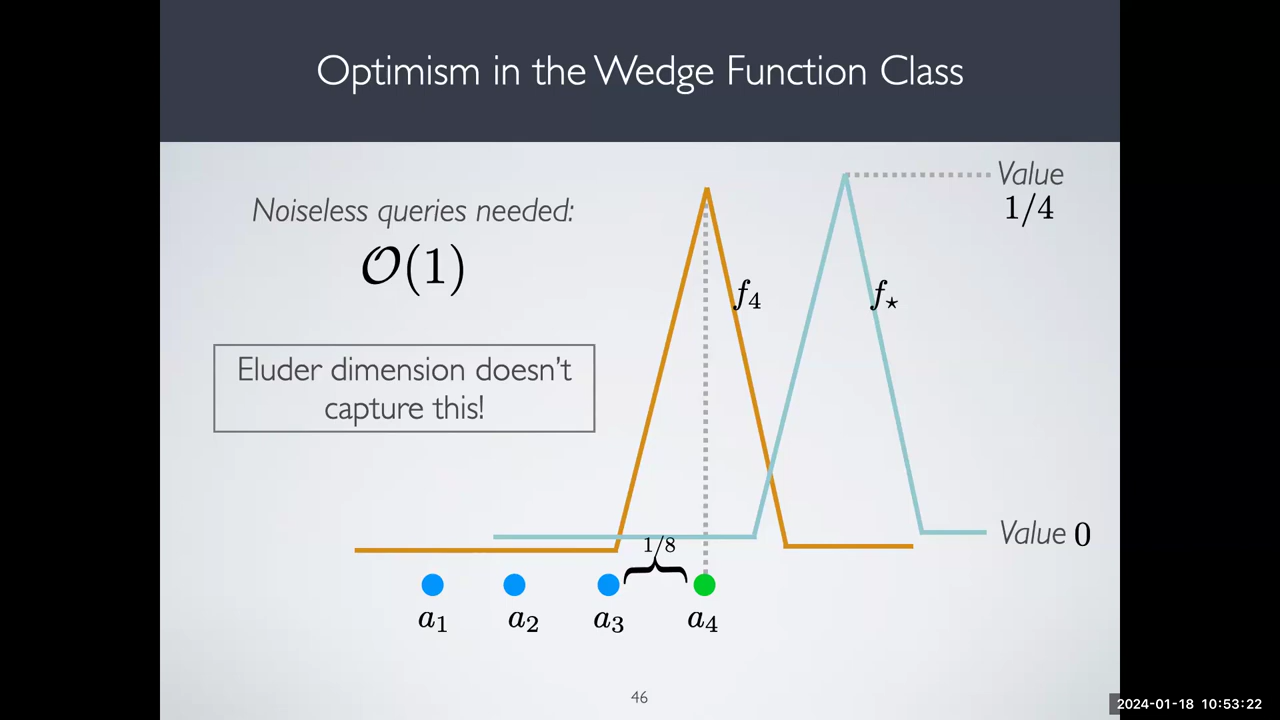 Optimism in the Wedge Function Class
Noiseless queries needed:
𝒪(1)
Eluder dimension doesn't
capture this!
Value
1/4
f₄
f⋆
Value 0
1/8
a₁ a₂ a₃ a₄
46
2024-01-18 10:53:22